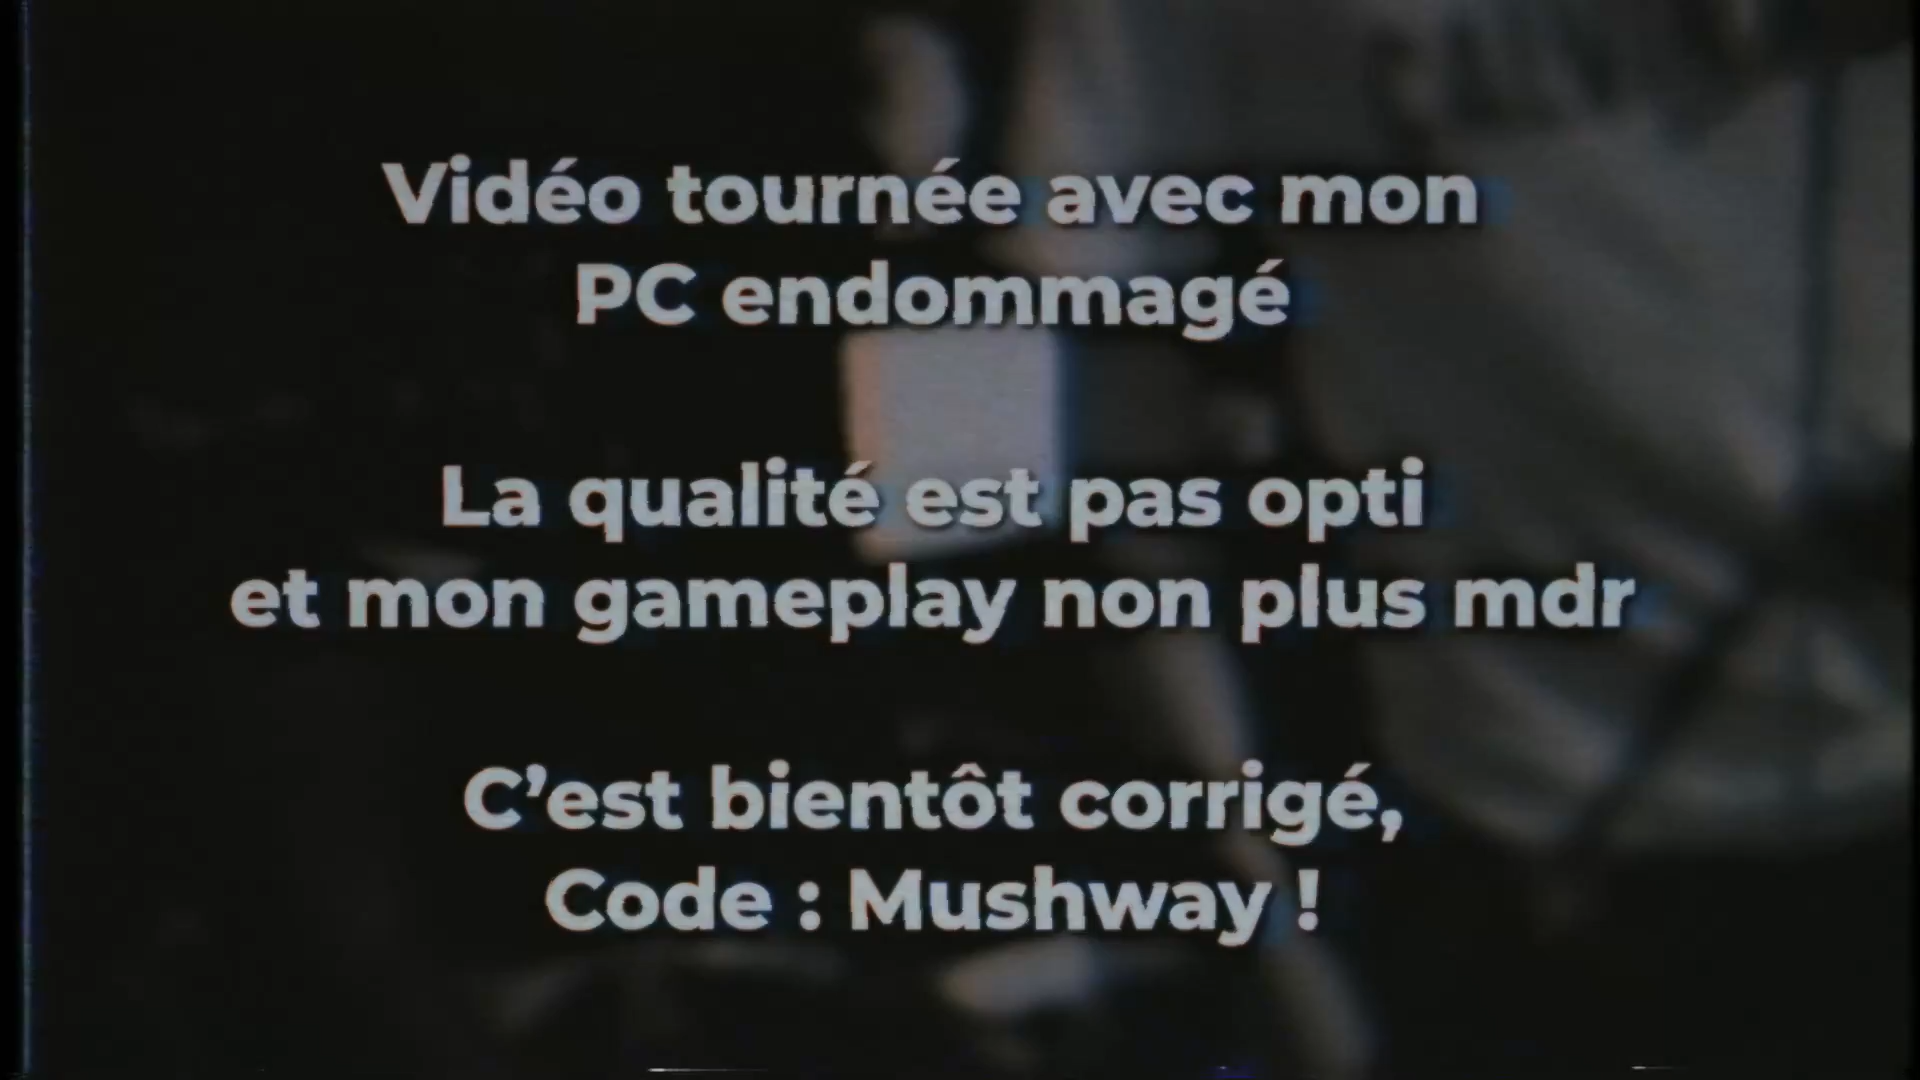 Vidéo tournée avec mon
PC endommagé
La qualité est pas opti
et mon gameplay non plus mdr
C’est bientôt corrigé,
Code : Mushway !